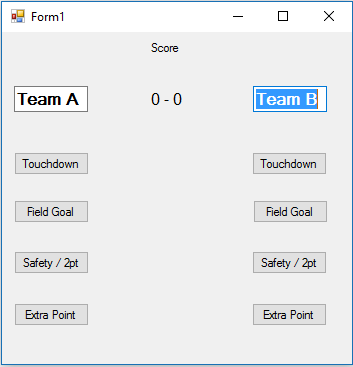 Form1
Score
Team A 0 - 0 Team B
Touchdown Touchdown
Field Goal Field Goal
Safety / 2pt Safety / 2pt
Extra Point Extra Point